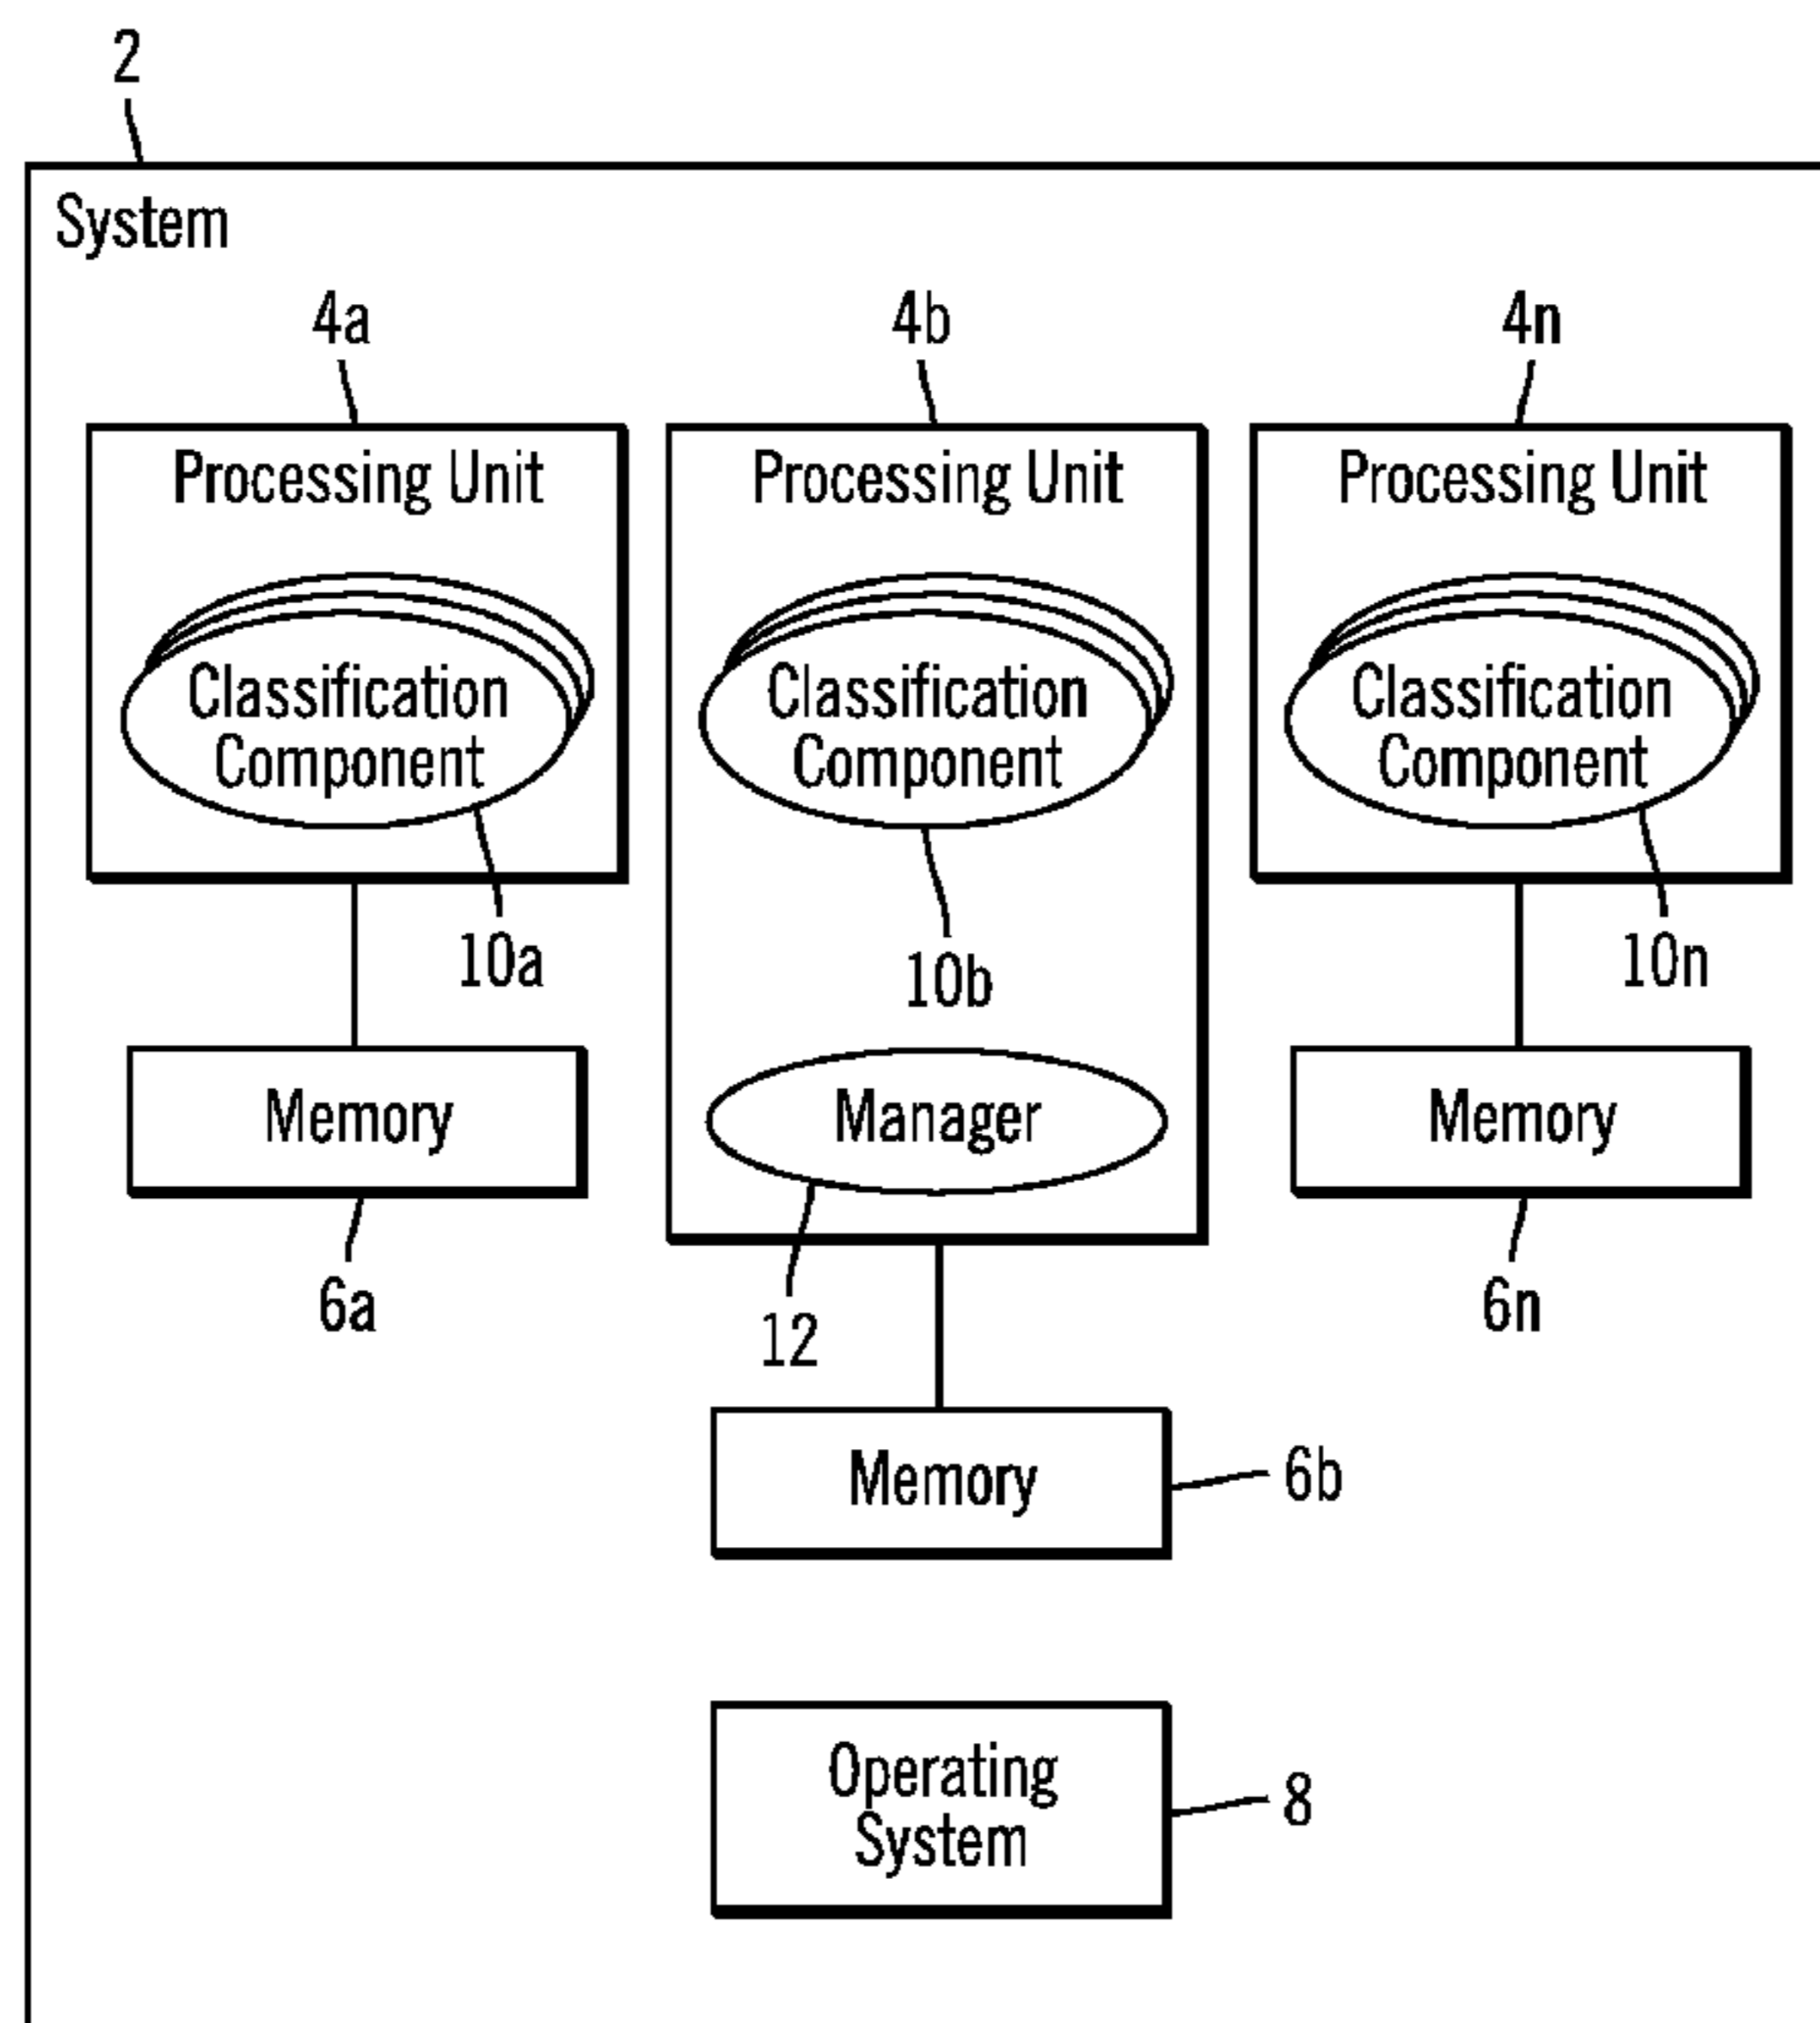 2
System
4a
4b
4n
Processing Unit
Processing Unit
Processing Unit
Classification
Component
Classification
Component
Classification
Component
10a
10b
10n
Memory
Manager
Memory
6a
12
6n
Memory
6b
Operating
System
8